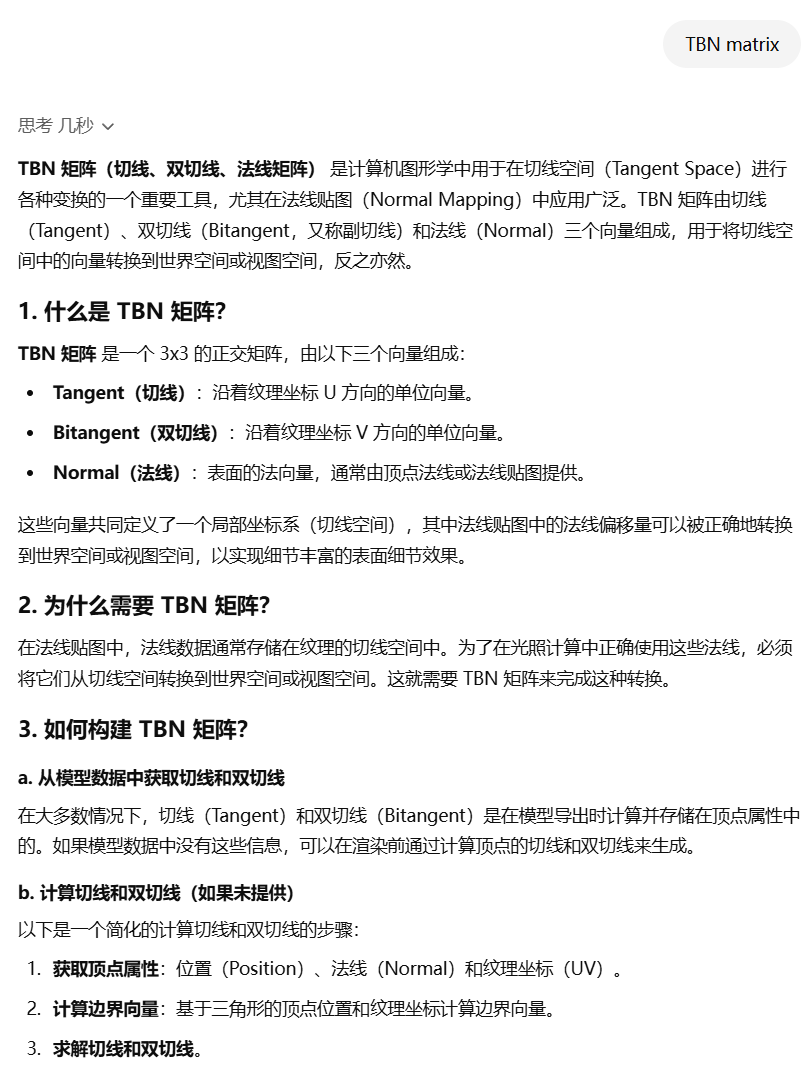 TBN matrix
思考 几秒
TBN 矩阵（切线、双切线、法线矩阵） 是计算机图形学中用于在切线空间（Tangent Space）进行
各种变换的一个重要工具，尤其在法线贴图（Normal Mapping）中应用广泛。TBN 矩阵由切线
（Tangent）、双切线（Bitangent，又称副切线）和法线（Normal）三个向量组成，用于将切线空
间中的向量转换到世界空间或视图空间，反之亦然。
1. 什么是 TBN 矩阵？
TBN 矩阵 是一个 3x3 的正交矩阵，由以下三个向量组成：
• Tangent（切线）：沿着纹理坐标 U 方向的单位向量。
• Bitangent（双切线）：沿着纹理坐标 V 方向的单位向量。
• Normal（法线）：表面的法向量，通常由顶点法线或法线贴图提供。
这些向量共同定义了一个局部坐标系（切线空间），其中法线贴图中的法线偏移量可以被正确地转换
到世界空间或视图空间，以实现细节丰富的表面细节效果。
2. 为什么需要 TBN 矩阵？
在法线贴图中，法线数据通常存储在纹理的切线空间中。为了在光照计算中正确使用这些法线，必须
将它们从切线空间转换到世界空间或视图空间。这就需要 TBN 矩阵来完成这种转换。
3. 如何构建 TBN 矩阵？
a. 从模型数据中获取切线和双切线
在大多数情况下，切线（Tangent）和双切线（Bitangent）是在模型导出时计算并存储在顶点属性中
的。如果模型数据中没有这些信息，可以在渲染前通过计算顶点的切线和双切线来生成。
b. 计算切线和双切线（如果未提供）
以下是一个简化的计算切线和双切线的步骤：
1. 获取顶点属性：位置（Position）、法线（Normal）和纹理坐标（UV）。
2. 计算边界向量：基于三角形的顶点位置和纹理坐标计算边界向量。
3. 求解切线和双切线。